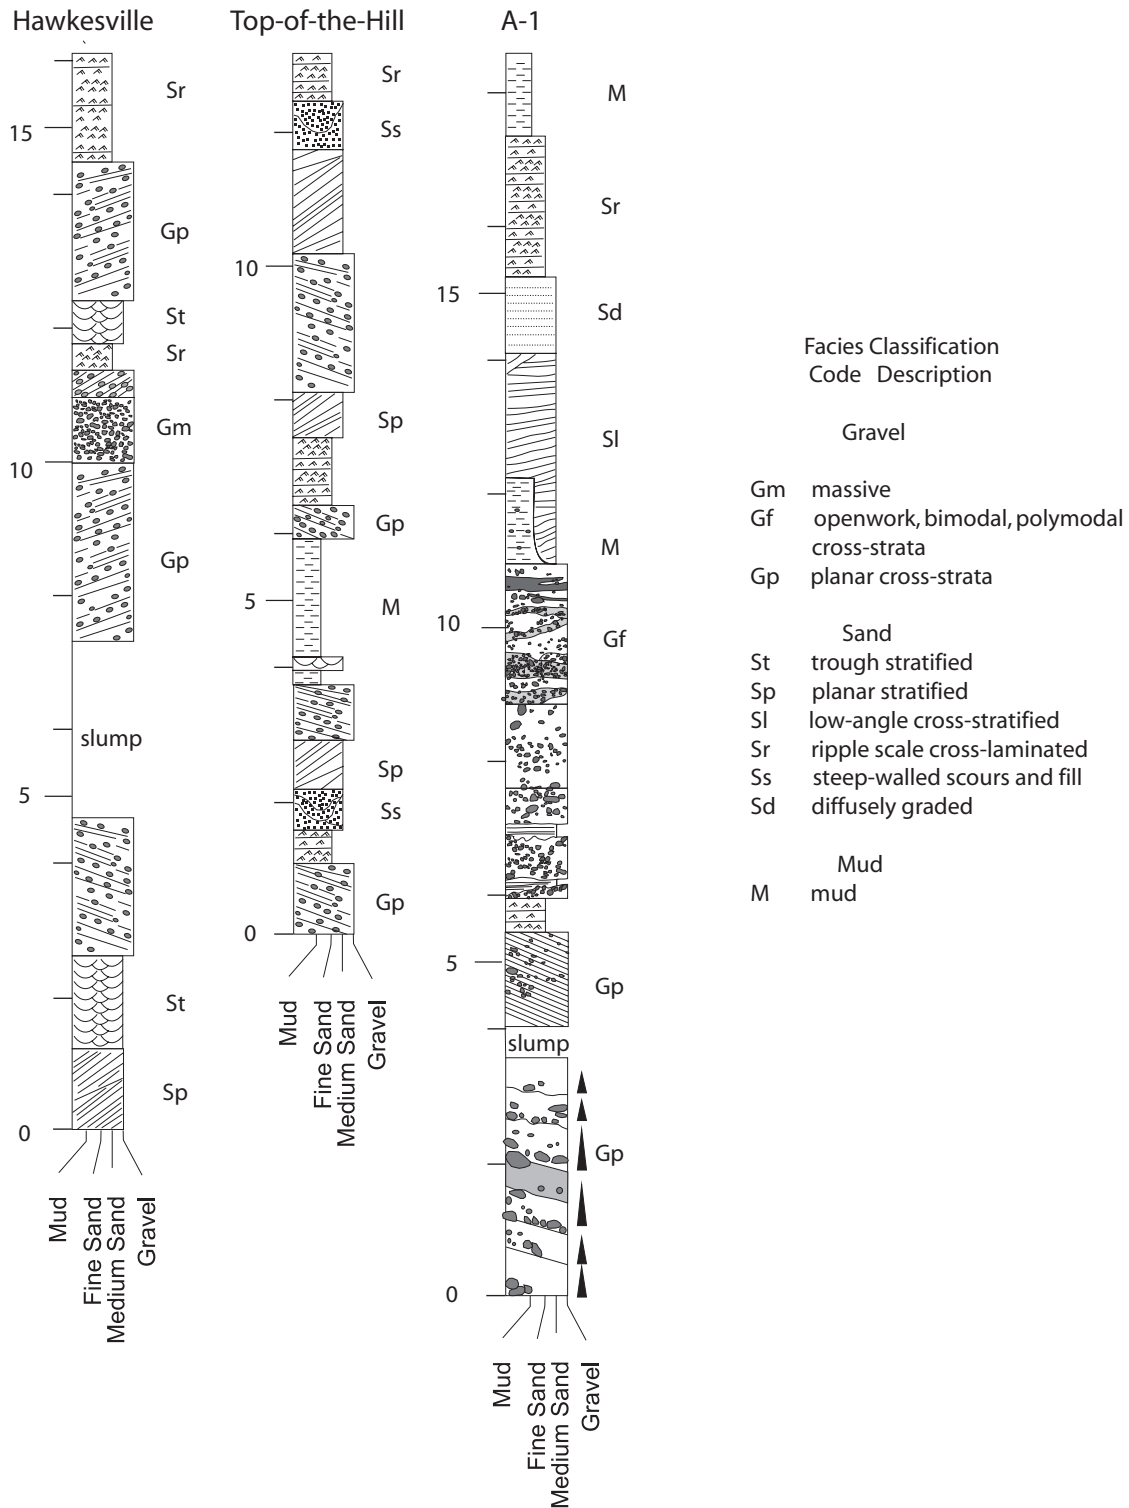 Hawkesville
Sr
15
Gp
St
Sr
Gm
10
Gp
slump
5
St
Sp
0
Mud
Fine Sand
Medium Sand
Gravel
Top-of-the-Hill
Sr
Ss
10
Sp
Gp
5
M
Sp
Ss
Gp
0
Mud
Fine Sand
Medium Sand
Gravel
A-1
M
Sr
15
Sd
Sl
M
10
Gf
5
Gp
slump
Gp
0
Mud
Fine Sand
Medium Sand
Gravel
Facies Classification
Code Description
Gravel
Gm massive
Gf openwork, bimodal, polymodal
cross-strata
Gp planar cross-strata
Sand
St trough stratified
Sp planar stratified
Sl low-angle cross-stratified
Sr ripple scale cross-laminated
Ss steep-walled scours and fill
Sd diffusely graded
Mud
M mud